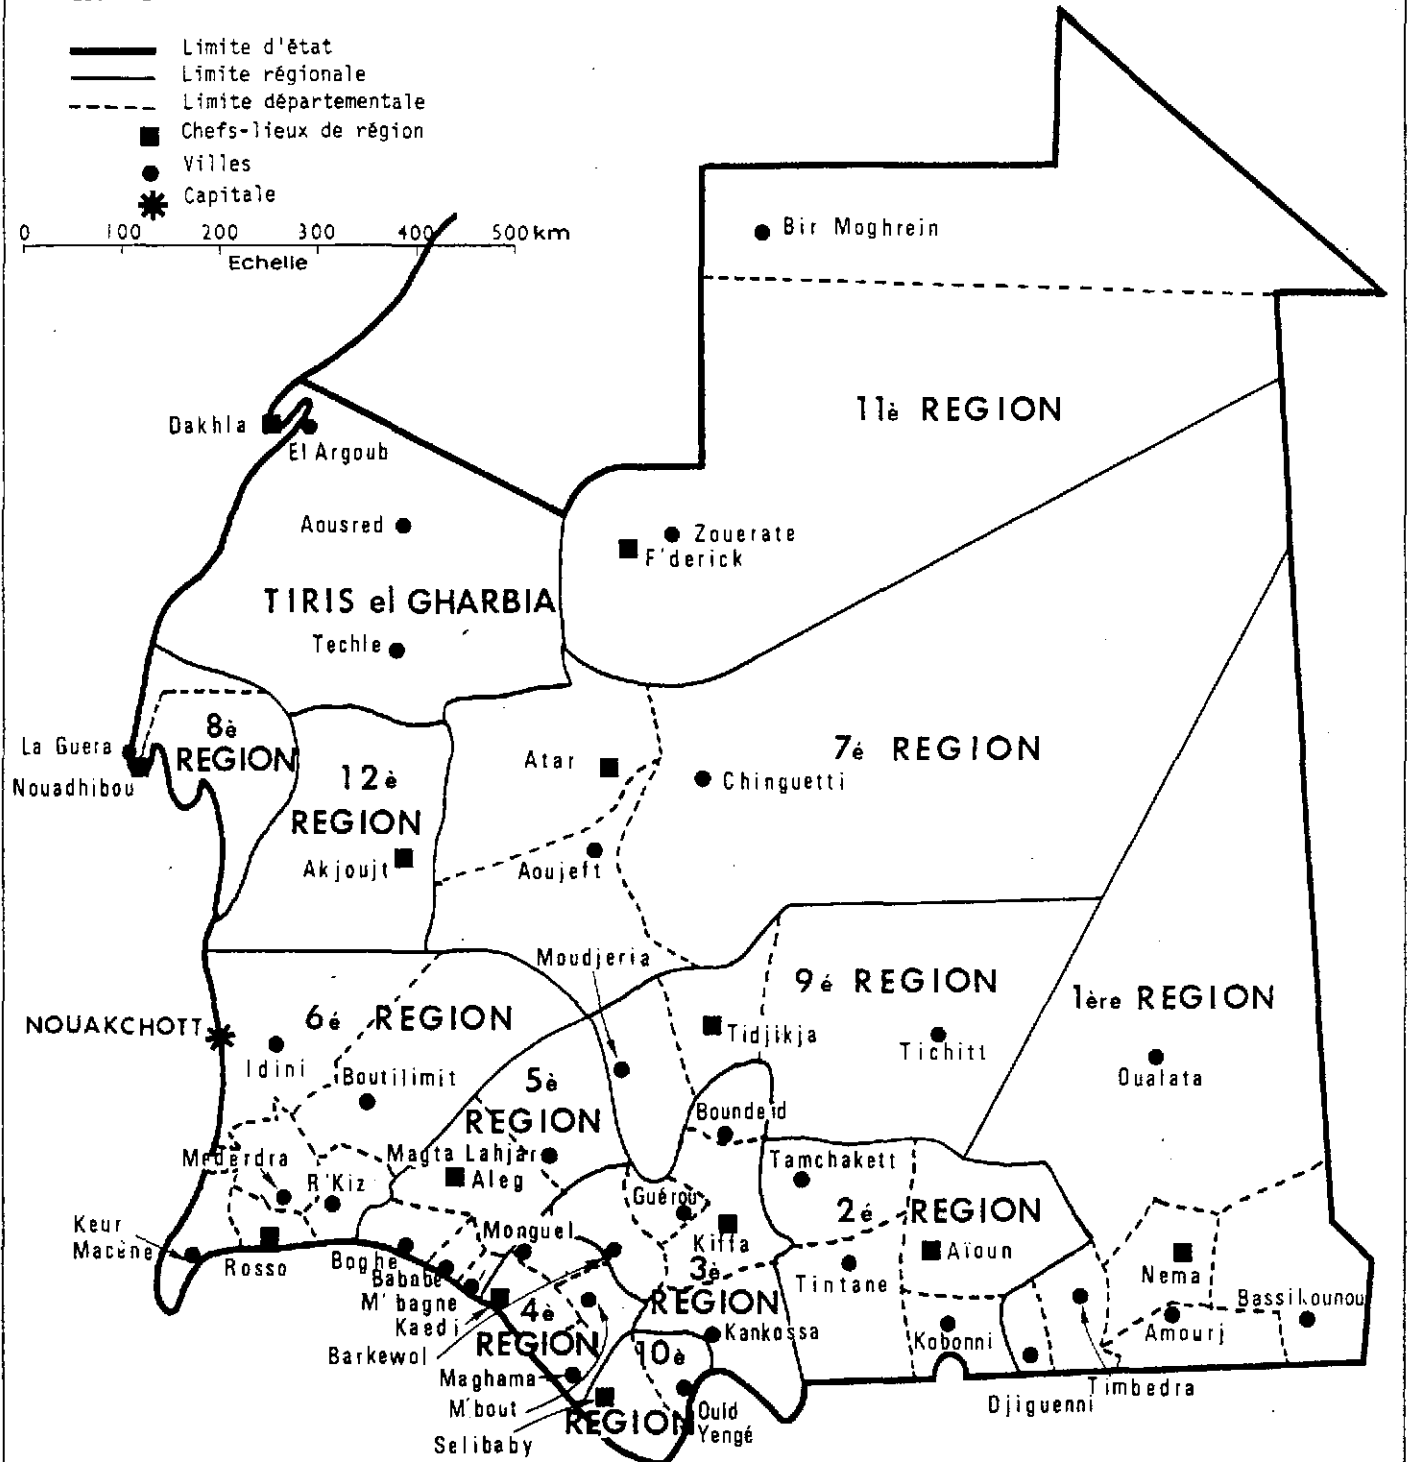 Limite d'état
Limite régionale
Limite départementale
Chefs-lieux de région
Villes
Capitale
0 100 200 300 400 500 km
Echelle
Bir Moghrein
11è REGION
Dakhla
El Argoub
Aousred
Zouerate
F'derick
TIRIS el GHARBIA
Techle
8è
REGION
La Guera
Nouadhibou
12è
REGION
Akjoujt
Atar
7é REGION
Chinguetti
Aoujeft
Moudjeria
9é REGION
1ère REGION
NOUAKCHOTT
6é REGION
Idini
Boutilimit
Tidjikja
Tichitt
Oualata
5è
REGION
Boundeid
Mederdra
Magta Lahjar
Aleg
R'Kiz
Tamchakett
Guérou
2é REGION
Keur
Macène
Rosso
Monguel
Kiffa
Aïoun
Boghe
Bababe
M'bagne
Kaedi
3è
REGION
Tintane
Nema
Bassikounou
4è
REGION
Kankossa
Kobonni
Amourj
Barkewol
10è
REGION
Maghama
M'bout
Selibaby
Ould
Yengé
Djiguenni
Timbedra